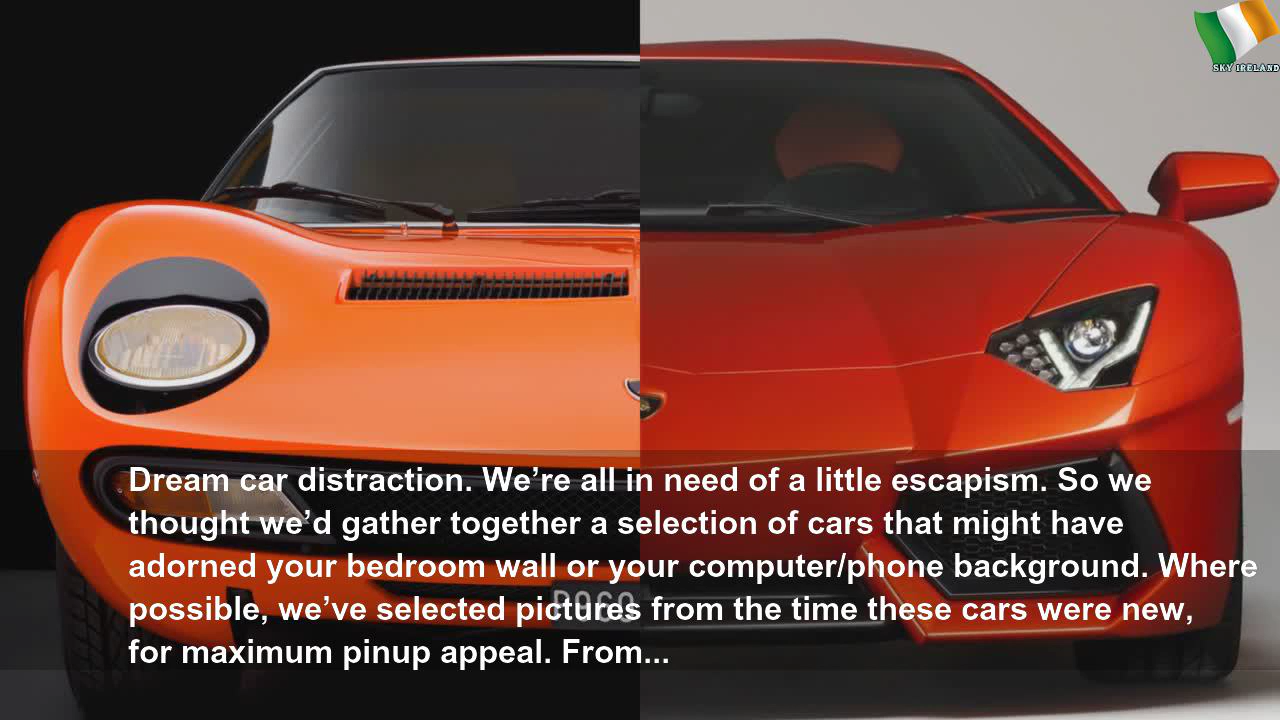 SKY IRELAND
Dream car distraction. We’re all in need of a little escapism. So we
thought we’d gather together a selection of cars that might have
adorned your bedroom wall or your computer/phone background. Where
possible, we’ve selected pictures from the time these cars were new,
for maximum pinup appeal. From...